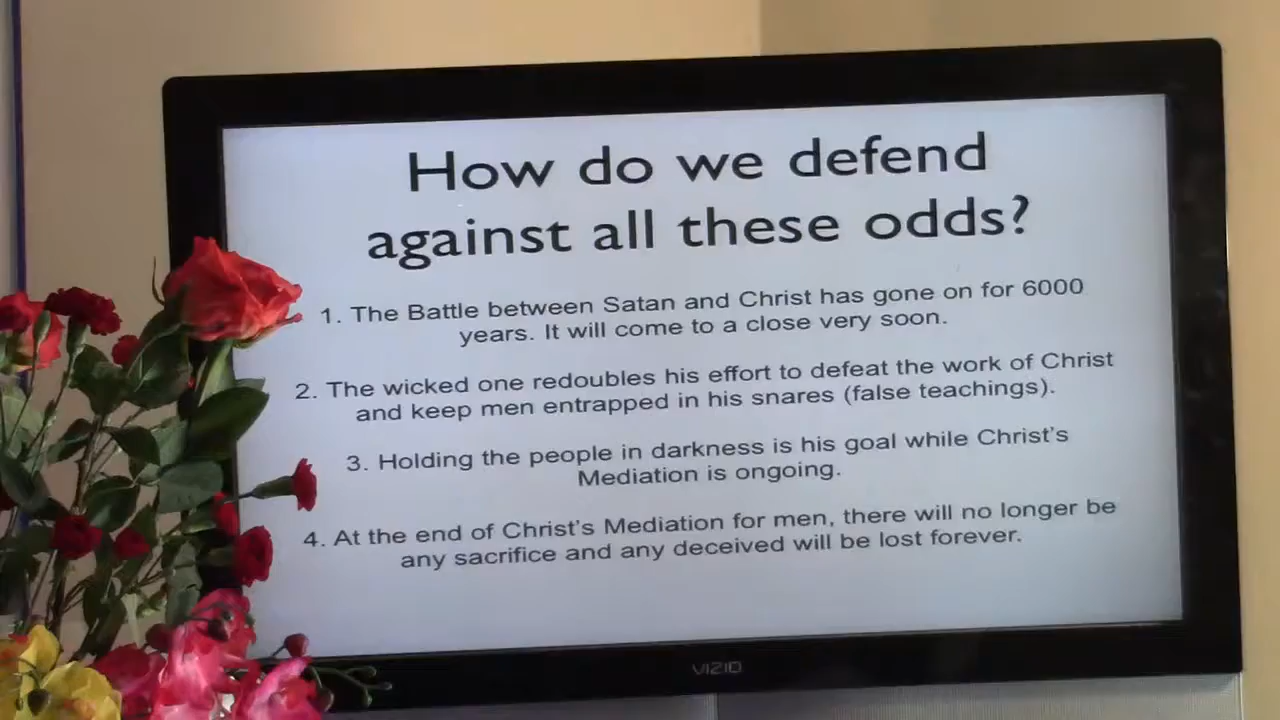 How do we defend
against all these odds?
1. The Battle between Satan and Christ has gone on for 6000
years. It will come to a close very soon.
2. The wicked one redoubles his effort to defeat the work of Christ
and keep men entrapped in his snares (false teachings).
3. Holding the people in darkness is his goal while Christ's
Mediation is ongoing.
4. At the end of Christ's Mediation for men, there will no longer be
any sacrifice and any deceived will be lost forever.
VIZIO